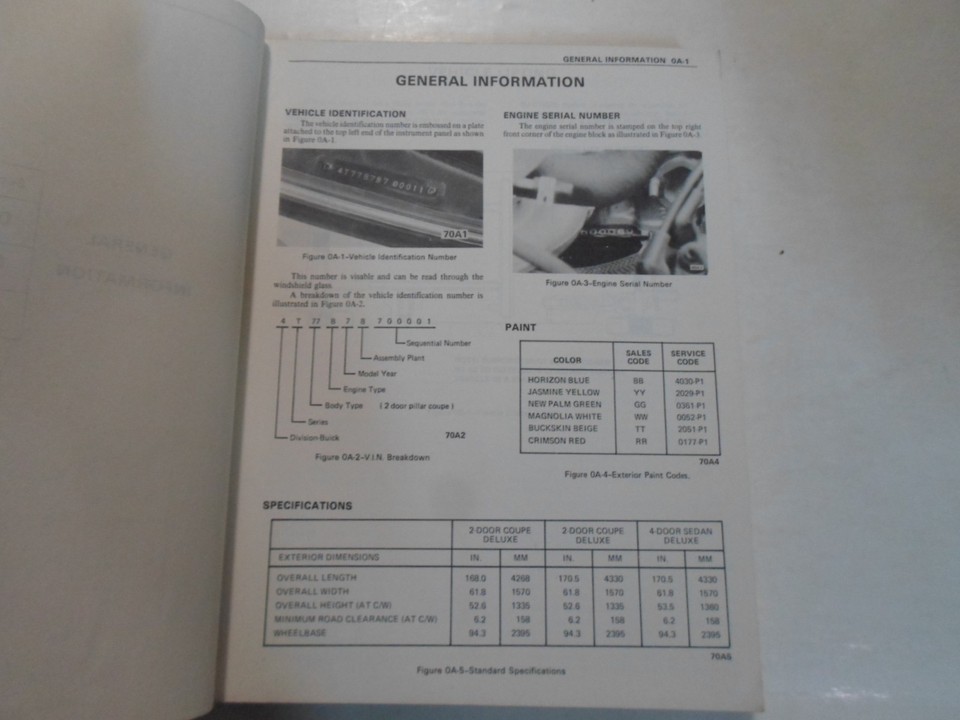 GENERAL INFORMATION 0A-1
GENERAL INFORMATION
VEHICLE IDENTIFICATION
The vehicle identification number is embossed on a plate
attached to the top left end of the instrument panel as shown
in Figure 0A-1.
70A1
Figure 0A-1-Vehicle Identification Number
This number is visable and can be read through the
windshield glass.
A breakdown of the vehicle identification number is
illustrated in Figure 0A-2.
4 T 77 8 7 8 700001
Sequential Number
Assembly Plant
Model Year
Engine Type
Body Type (2 door pillar coupe)
Series
Division-Buick
70A2
Figure 0A-2-V.I.N. Breakdown
ENGINE SERIAL NUMBER
The engine serial number is stamped on the top right
front corner of the engine block as illustrated in Figure 0A-3.
Figure 0A-3-Engine Serial Number
PAINT
COLOR SALES CODE SERVICE CODE
HORIZON BLUE BB 4030-P1
JASMINE YELLOW YY 2029-P1
NEW PALM GREEN GG 0361-P1
MAGNOLIA WHITE WW 0052-P1
BUCKSKIN BEIGE TT 2051-P1
CRIMSON RED RR 0177-P1
70A4
Figure 0A-4-Exterior Paint Codes.
SPECIFICATIONS
2-DOOR COUPE DELUXE 2-DOOR COUPE DELUXE 4-DOOR SEDAN DELUXE
EXTERIOR DIMENSIONS IN. MM IN. MM IN. MM
OVERALL LENGTH 168.0 4268 170.5 4330 170.5 4330
OVERALL WIDTH 61.8 1570 61.8 1570 61.8 1570
OVERALL HEIGHT (AT C/W) 52.6 1335 52.6 1335 53.5 1360
MINIMUM ROAD CLEARANCE (AT C/W) 6.2 158 6.2 158 6.2 158
WHEELBASE 94.3 2395 94.3 2395 94.3 2395
70A5
Figure 0A-5-Standard Specifications